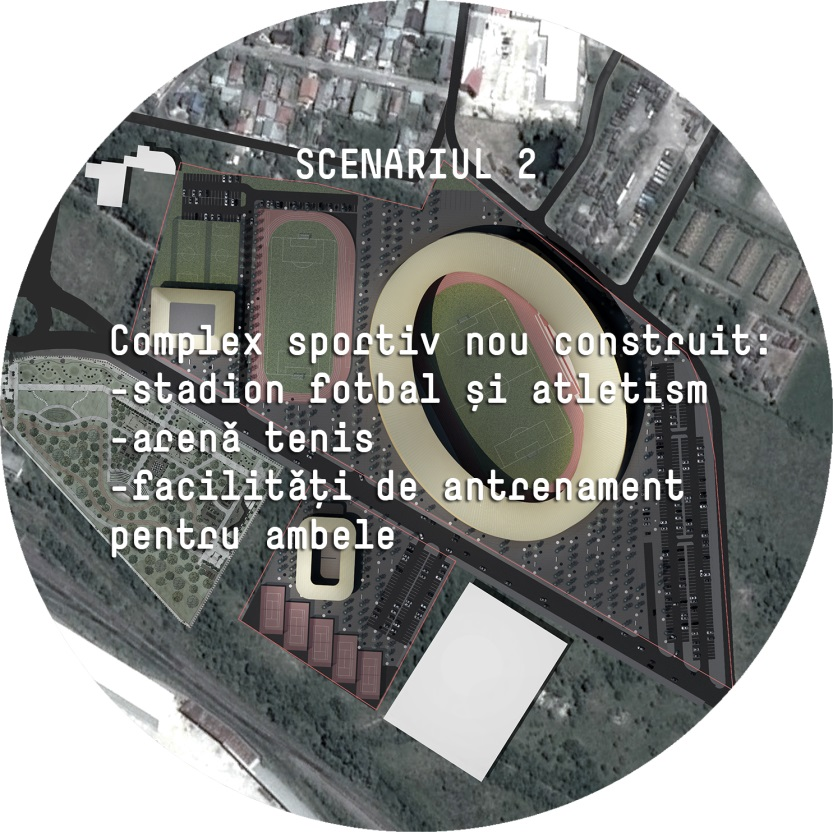 SCENARIUL 2
Complex sportiv nou construit:
-stadion fotbal și atletism
-arenă tenis
-facilități de antrenament
pentru ambele